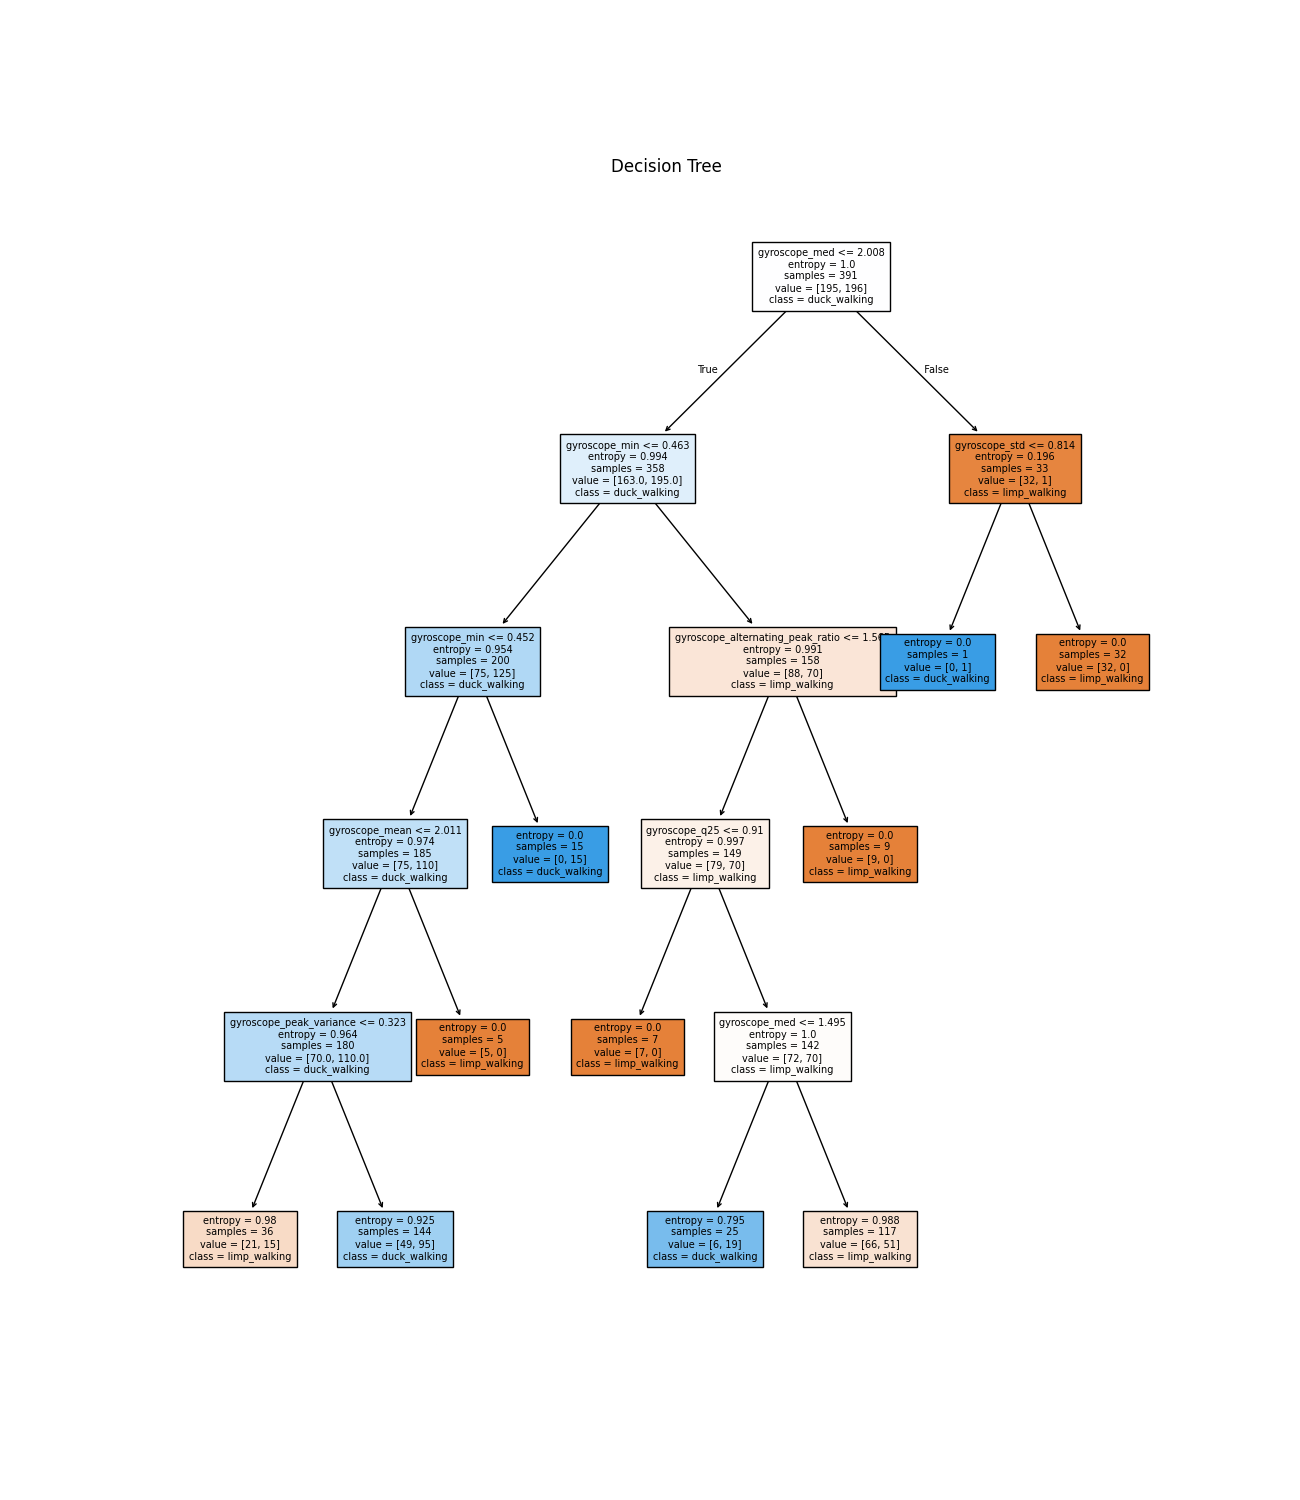 Decision Tree
gyroscope_med <= 2.008
entropy = 1.0
samples = 391
value = [195, 196]
class = duck_walking
True
False
gyroscope_min <= 0.463
entropy = 0.994
samples = 358
value = [163.0, 195.0]
class = duck_walking
gyroscope_std <= 0.814
entropy = 0.196
samples = 33
value = [32, 1]
class = limp_walking
gyroscope_min <= 0.452
entropy = 0.954
samples = 200
value = [75, 125]
class = duck_walking
gyroscope_alternating_peak_ratio <=
entropy = 0.991
samples = 158
value = [88, 70]
class = limp_walking
entropy = 0.0
samples = 1
value = [0, 1]
class = duck_walking
entropy = 0.0
samples = 32
value = [32, 0]
class = limp_walking
gyroscope_mean <= 2.011
entropy = 0.974
samples = 185
value = [75, 110]
class = duck_walking
entropy = 0.0
samples = 15
value = [0, 15]
class = duck_walking
gyroscope_q25 <= 0.91
entropy = 0.997
samples = 149
value = [79, 70]
class = limp_walking
entropy = 0.0
samples = 9
value = [9, 0]
class = limp_walking
gyroscope_peak_variance <= 0.323
entropy = 0.964
samples = 180
value = [70.0, 110.0]
class = duck_walking
entropy = 0.0
samples = 5
value = [5, 0]
class = limp_walking
entropy = 0.0
samples = 7
value = [7, 0]
class = limp_walking
gyroscope_med <= 1.495
entropy = 1.0
samples = 142
value = [72, 70]
class = limp_walking
entropy = 0.98
samples = 36
value = [21, 15]
class = limp_walking
entropy = 0.925
samples = 144
value = [49, 95]
class = duck_walking
entropy = 0.795
samples = 25
value = [6, 19]
class = duck_walking
entropy = 0.988
samples = 117
value = [66, 51]
class = limp_walking